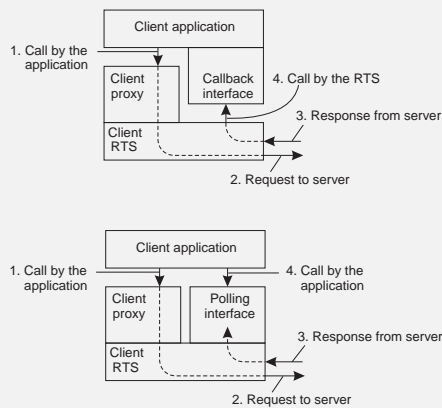 Client application
1. Call by the
application
Client
proxy
Callback
interface
4. Call by the RTS
3. Response from server
Client
RTS
2. Request to server
Client application
1. Call by the
application
4. Call by the
application
Client
proxy
Polling
interface
3. Response from server
Client
RTS
2. Request to server